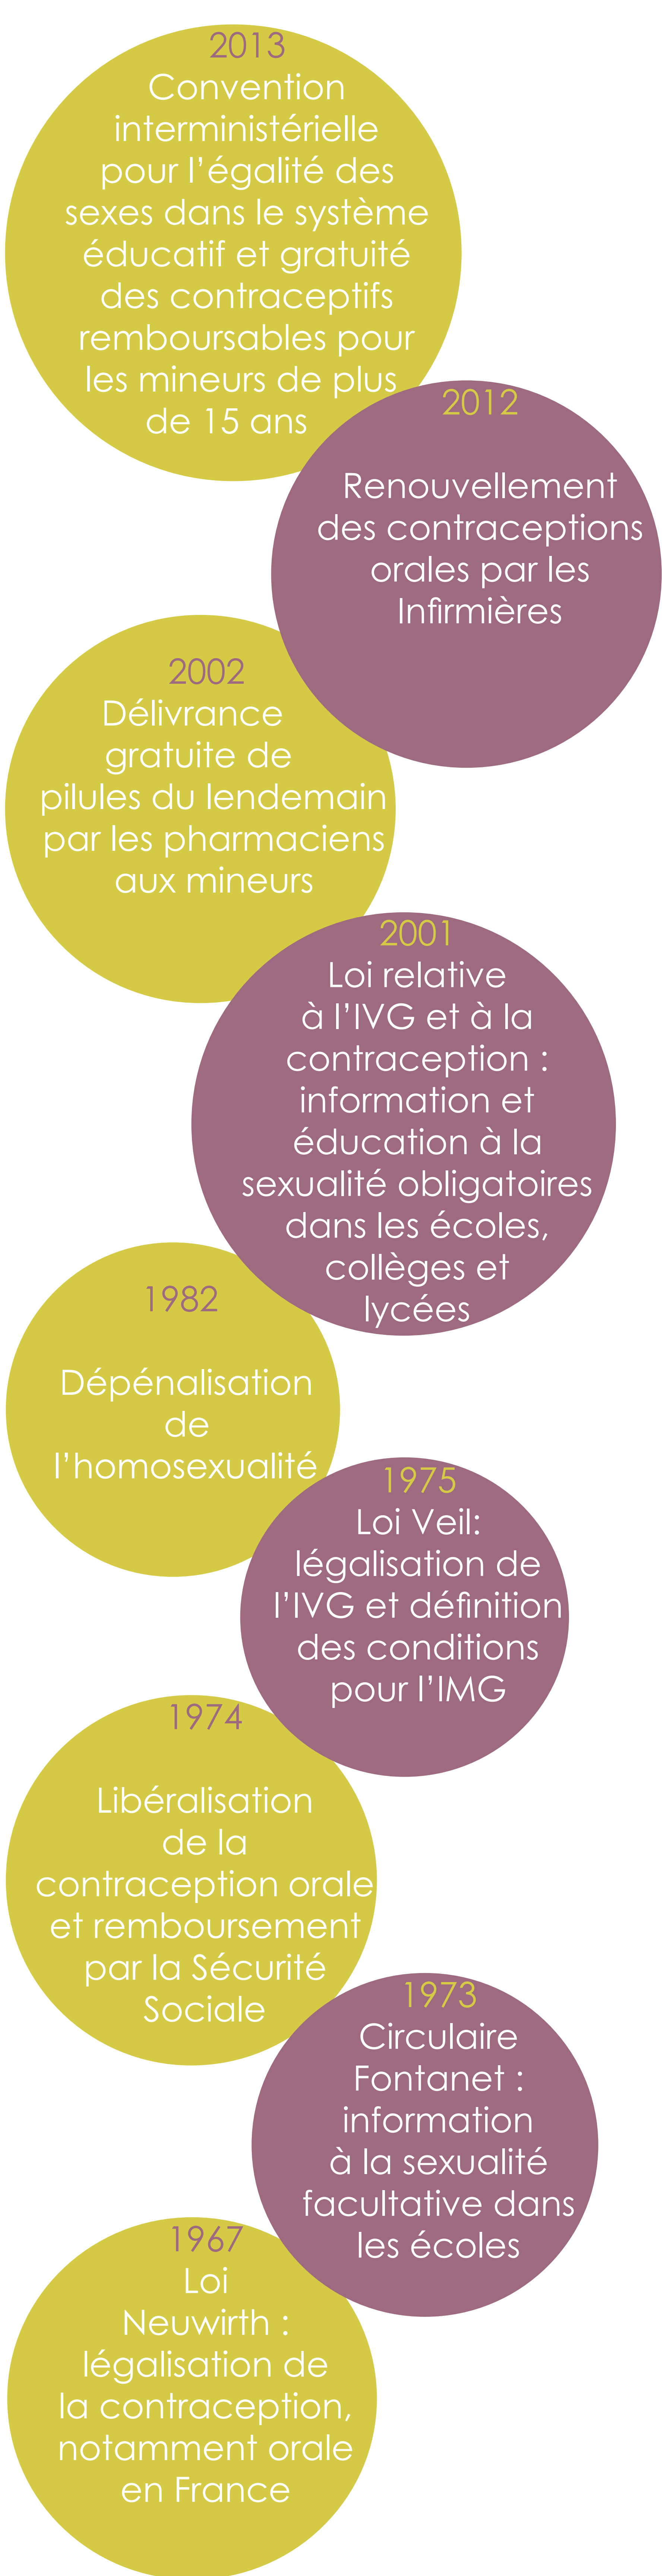 2013
Convention
interministérielle
pour l’égalité des
sexes dans le système
éducatif et gratuité
des contraceptifs
remboursables pour
les mineurs de plus
de 15 ans
2012
Renouvellement
des contraceptions
orales par les
Infirmières
2002
Délivrance
gratuite de
pilules du lendemain
par les pharmaciens
aux mineurs
2001
Loi relative
à l’IVG et à la
contraception :
information et
éducation à la
sexualité obligatoires
dans les écoles,
collèges et
lycées
1982
Dépénalisation
de
l’homosexualité
1975
Loi Veil:
légalisation de
l’IVG et définition
des conditions
pour l’IMG
1974
Libéralisation
de la
contraception orale
et remboursement
par la Sécurité
Sociale
1973
Circulaire
Fontanet :
information
à la sexualité
facultative dans
les écoles
1967
Loi
Neuwirth :
légalisation de
la contraception,
notamment orale
en France